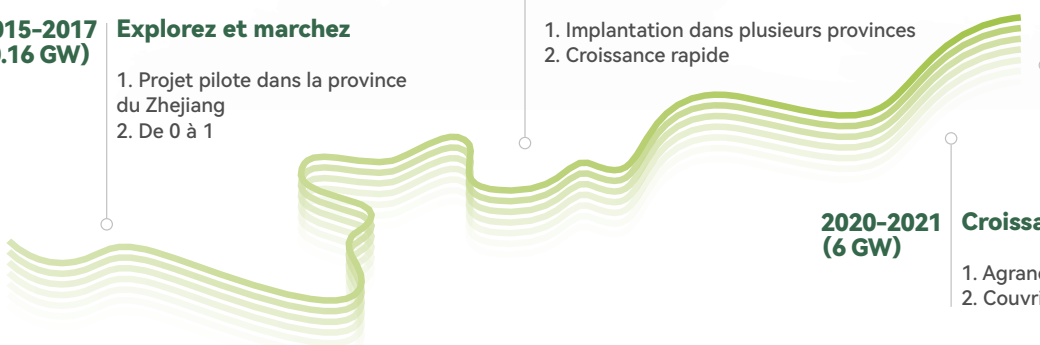 Explorez et marchez
1. Projet pilote dans la province
du Zhejiang
2. De 0 à 1
1. Implantation dans plusieurs provinces
2. Croissance rapide
2020-2021
(6 GW)